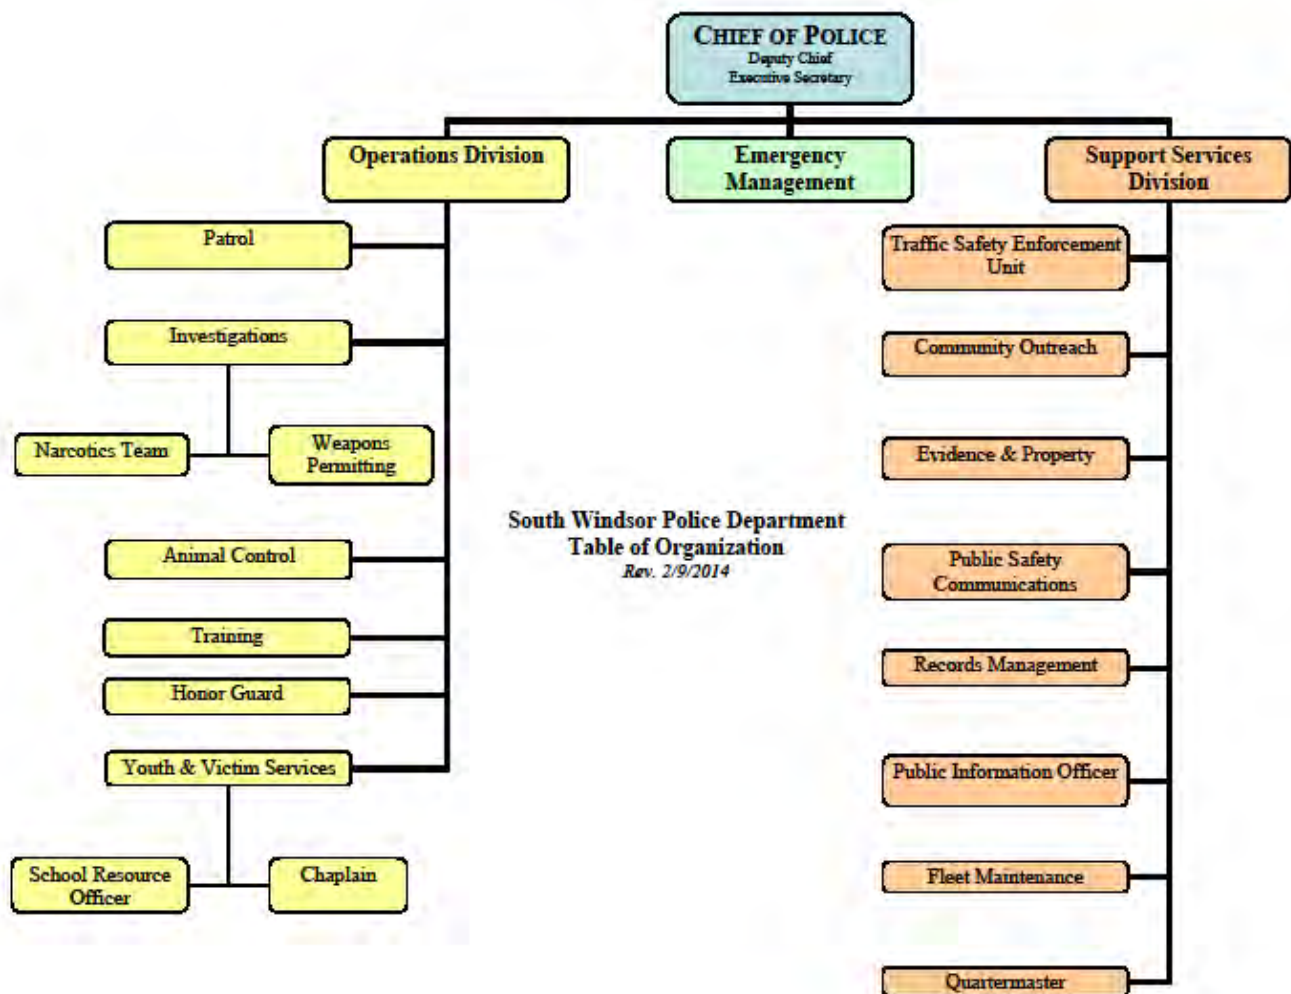 CHIEF OF POLICE
Deputy Chief
Executive Secretary
Operations Division
Emergency
Management
Support Services
Division
Patrol
Investigations
Narcotics Team
Weapons
Permitting
Animal Control
Training
Honor Guard
Youth & Victim Services
School Resource
Officer
Chaplain
South Windsor Police Department
Table of Organization
Rev. 2/9/2014
Traffic Safety Enforcement
Unit
Community Outreach
Evidence & Property
Public Safety
Communications
Records Management
Public Information Officer
Fleet Maintenance
Quartermaster